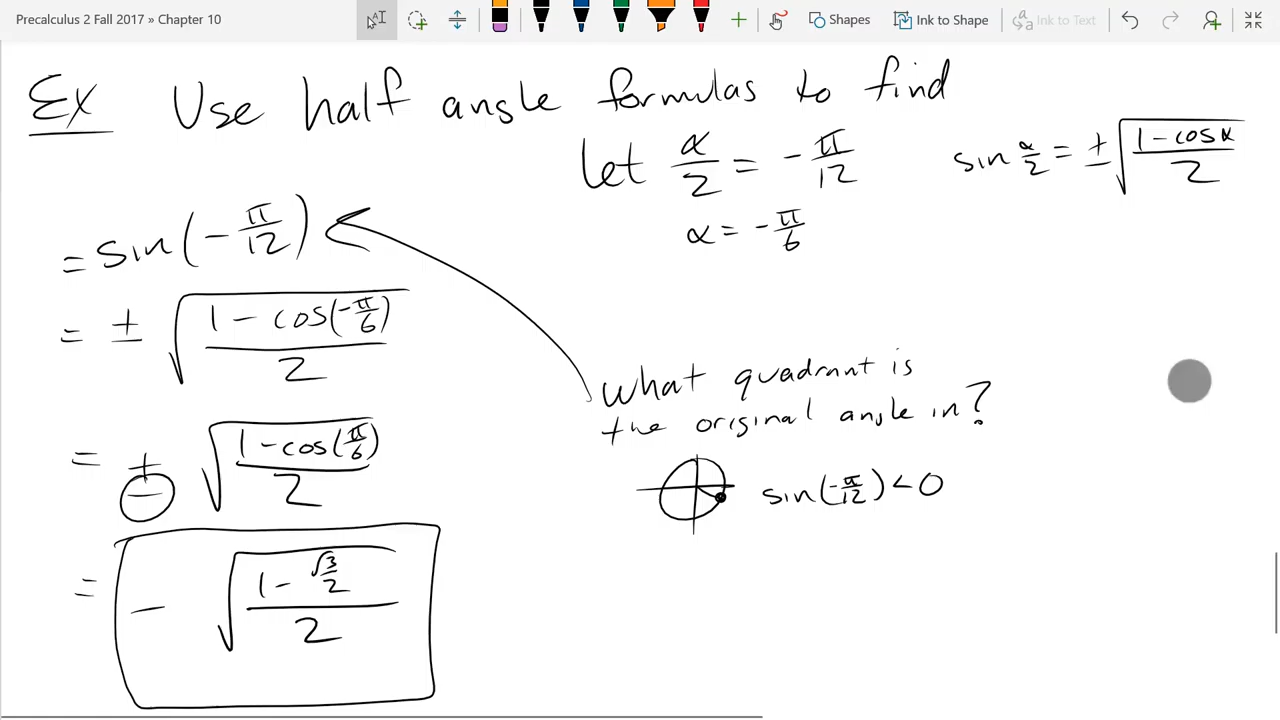 Precalculus 2 Fall 2017 » Chapter 10
Shapes
Ink to Shape
Ink to Text
Ex Use half angle formulas to find
let α/2 = -π/12
sin α/2 = ± √((1 - cos α)/2)
α = -π/6
= sin(-π/12)
= ± √((1 - cos(-π/6))/2)
What quadrant is
the original angle in?
= ± √((1 - cos(π/6))/2)
sin(-π/12) < 0
= - √((1 - √3/2)/2)